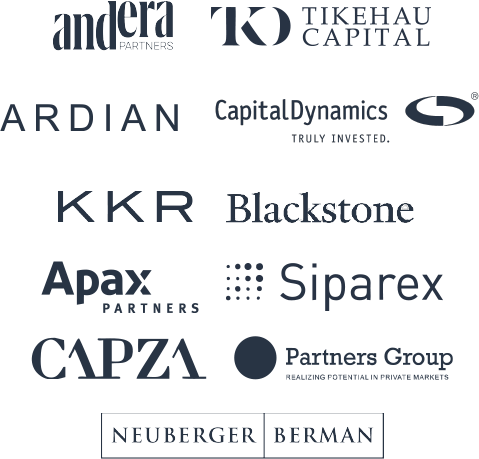 andera
PARTNERS
TKO TIKEHAU
CAPITAL
ARDIAN
CapitalDynamics ®
TRULY INVESTED.
KKR
Blackstone
Apax
PARTNERS
Siparex
CAPZA
Partners Group
REALIZING POTENTIAL IN PRIVATE MARKETS
NEUBERGER BERMAN